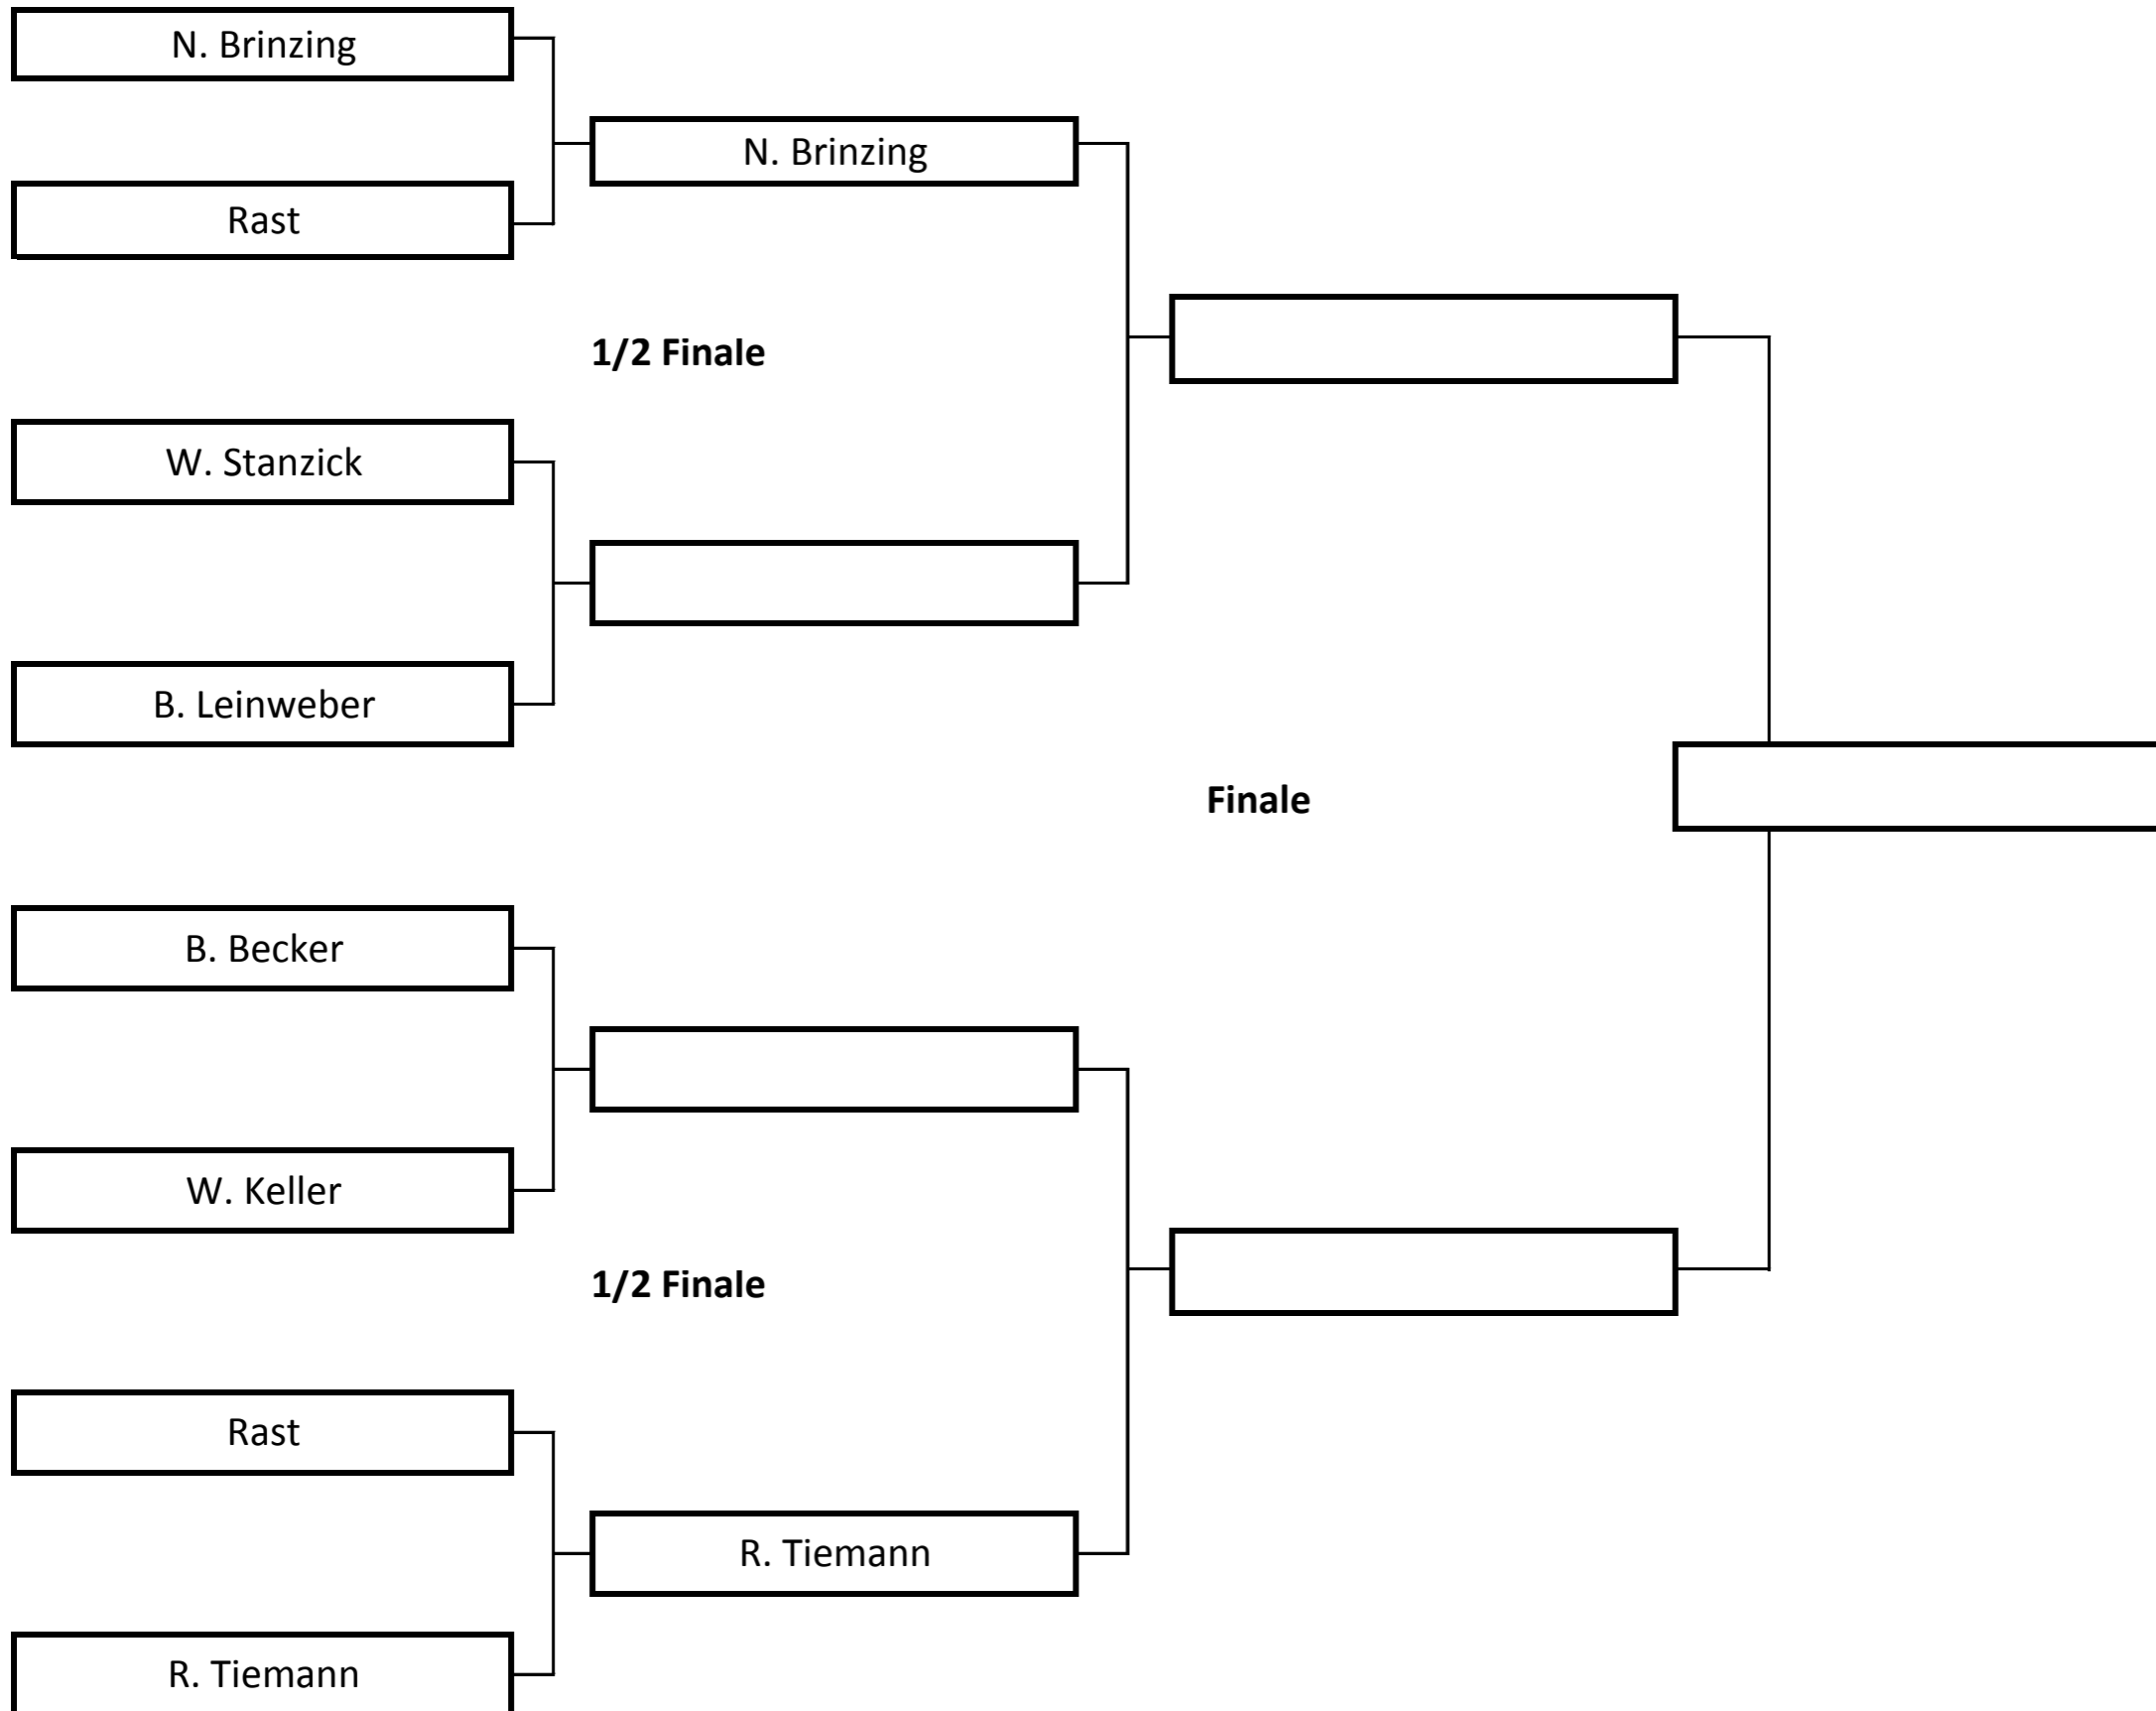 N. Brinzing
N. Brinzing
Rast
1/2 Finale
W. Stanzick
B. Leinweber
Finale
B. Becker
W. Keller
1/2 Finale
Rast
R. Tiemann
R. Tiemann